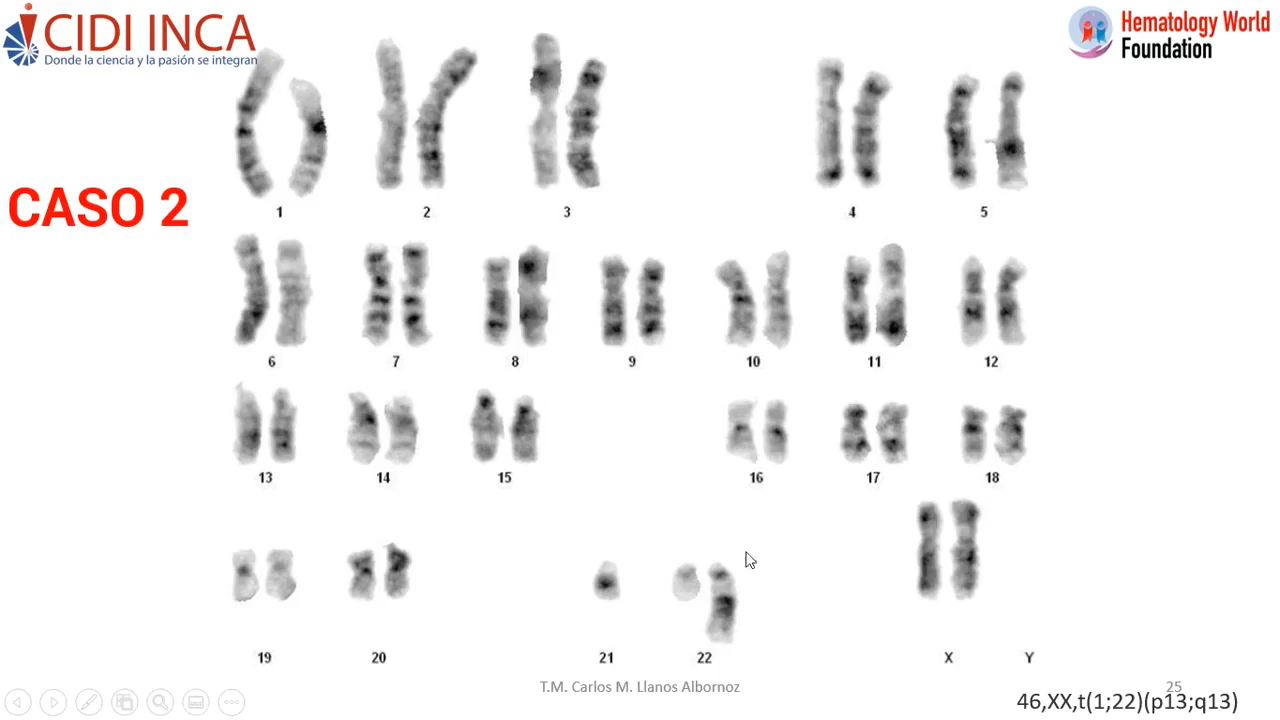 CIDI INCA
Donde la ciencia y la pasión se integran
Hematology World
Foundation
CASO 2
1 2 3 4 5
6 7 8 9 10 11 12
13 14 15 16 17 18
19 20 21 22 X Y
T.M. Carlos M. Llanos Albornoz
25
46,XX,t(1;22)(p13;q13)